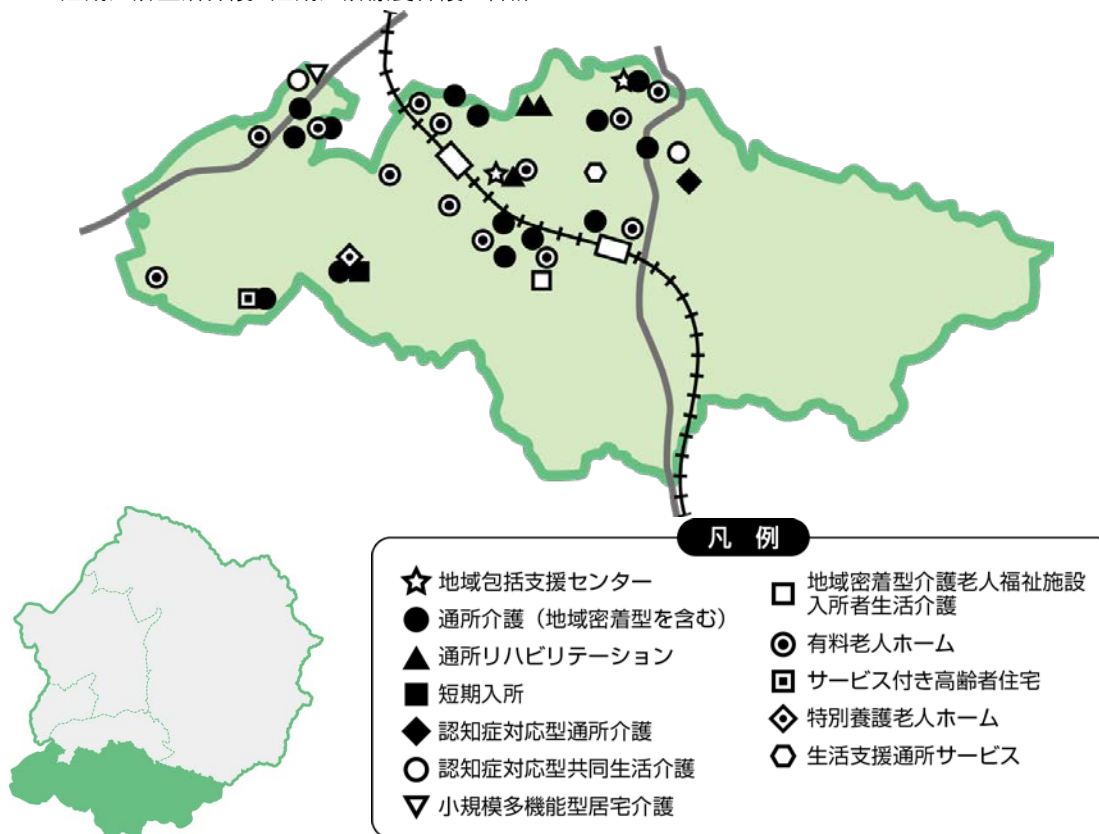 凡例
地域包括支援センター
通所介護（地域密着型を含む）
通所リハビリテーション
短期入所
認知症対応型通所介護
認知症対応型共同生活介護
小規模多機能型居宅介護
地域密着型介護老人福祉施設
入所者生活介護
有料老人ホーム
サービス付き高齢者住宅
特別養護老人ホーム
生活支援通所サービス